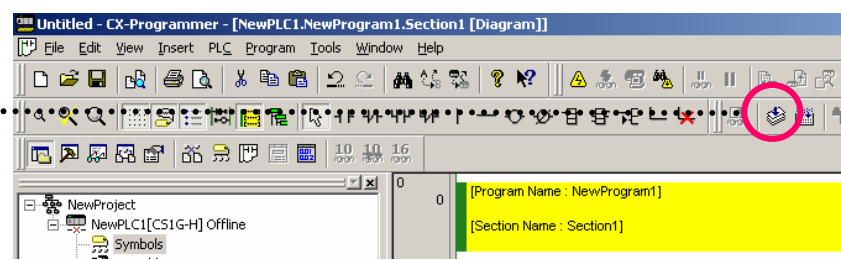 Untitled - CX-Programmer - [NewPLC1.NewProgram1.Section1 [Diagram]]
File Edit View Insert PLC Program Tools Window Help
10 10 16
0
0
[Program Name : NewProgram1]
NewProject
[Section Name : Section1]
NewPLC1[CS1G-H] Offline
Symbols